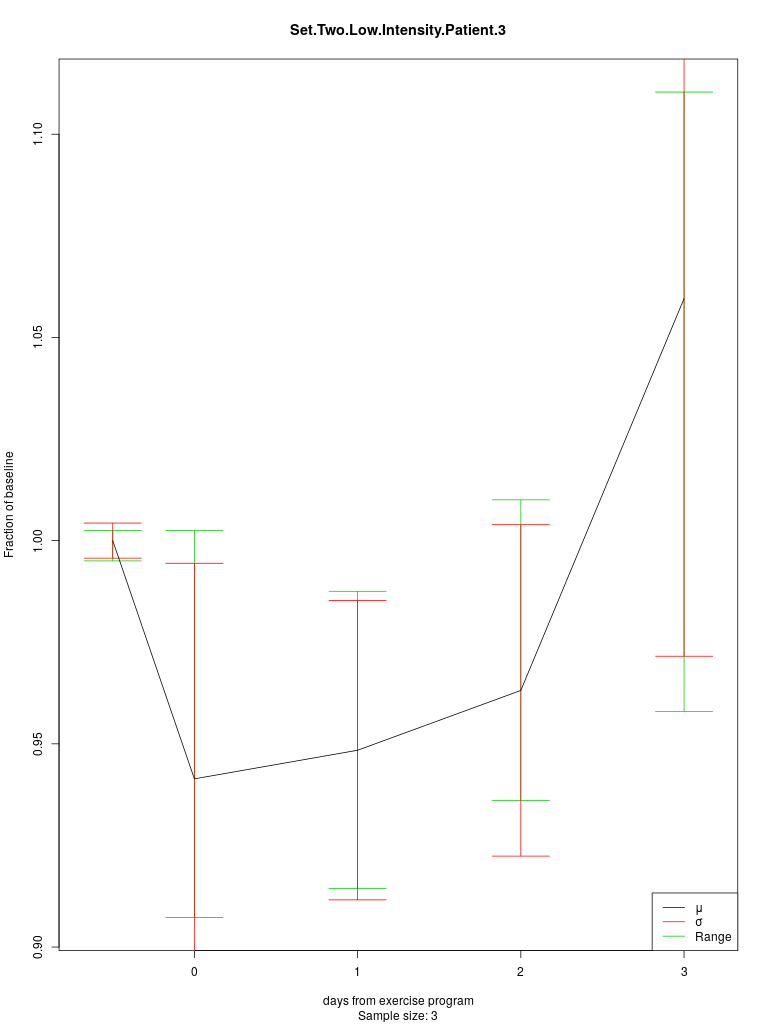 Set.Two.Low.Intensity.Patient.3
Fraction of baseline
1.10
1.05
1.00
0.95
0.90
0
1
2
3
μ
σ
Range
days from exercise program
Sample size: 3